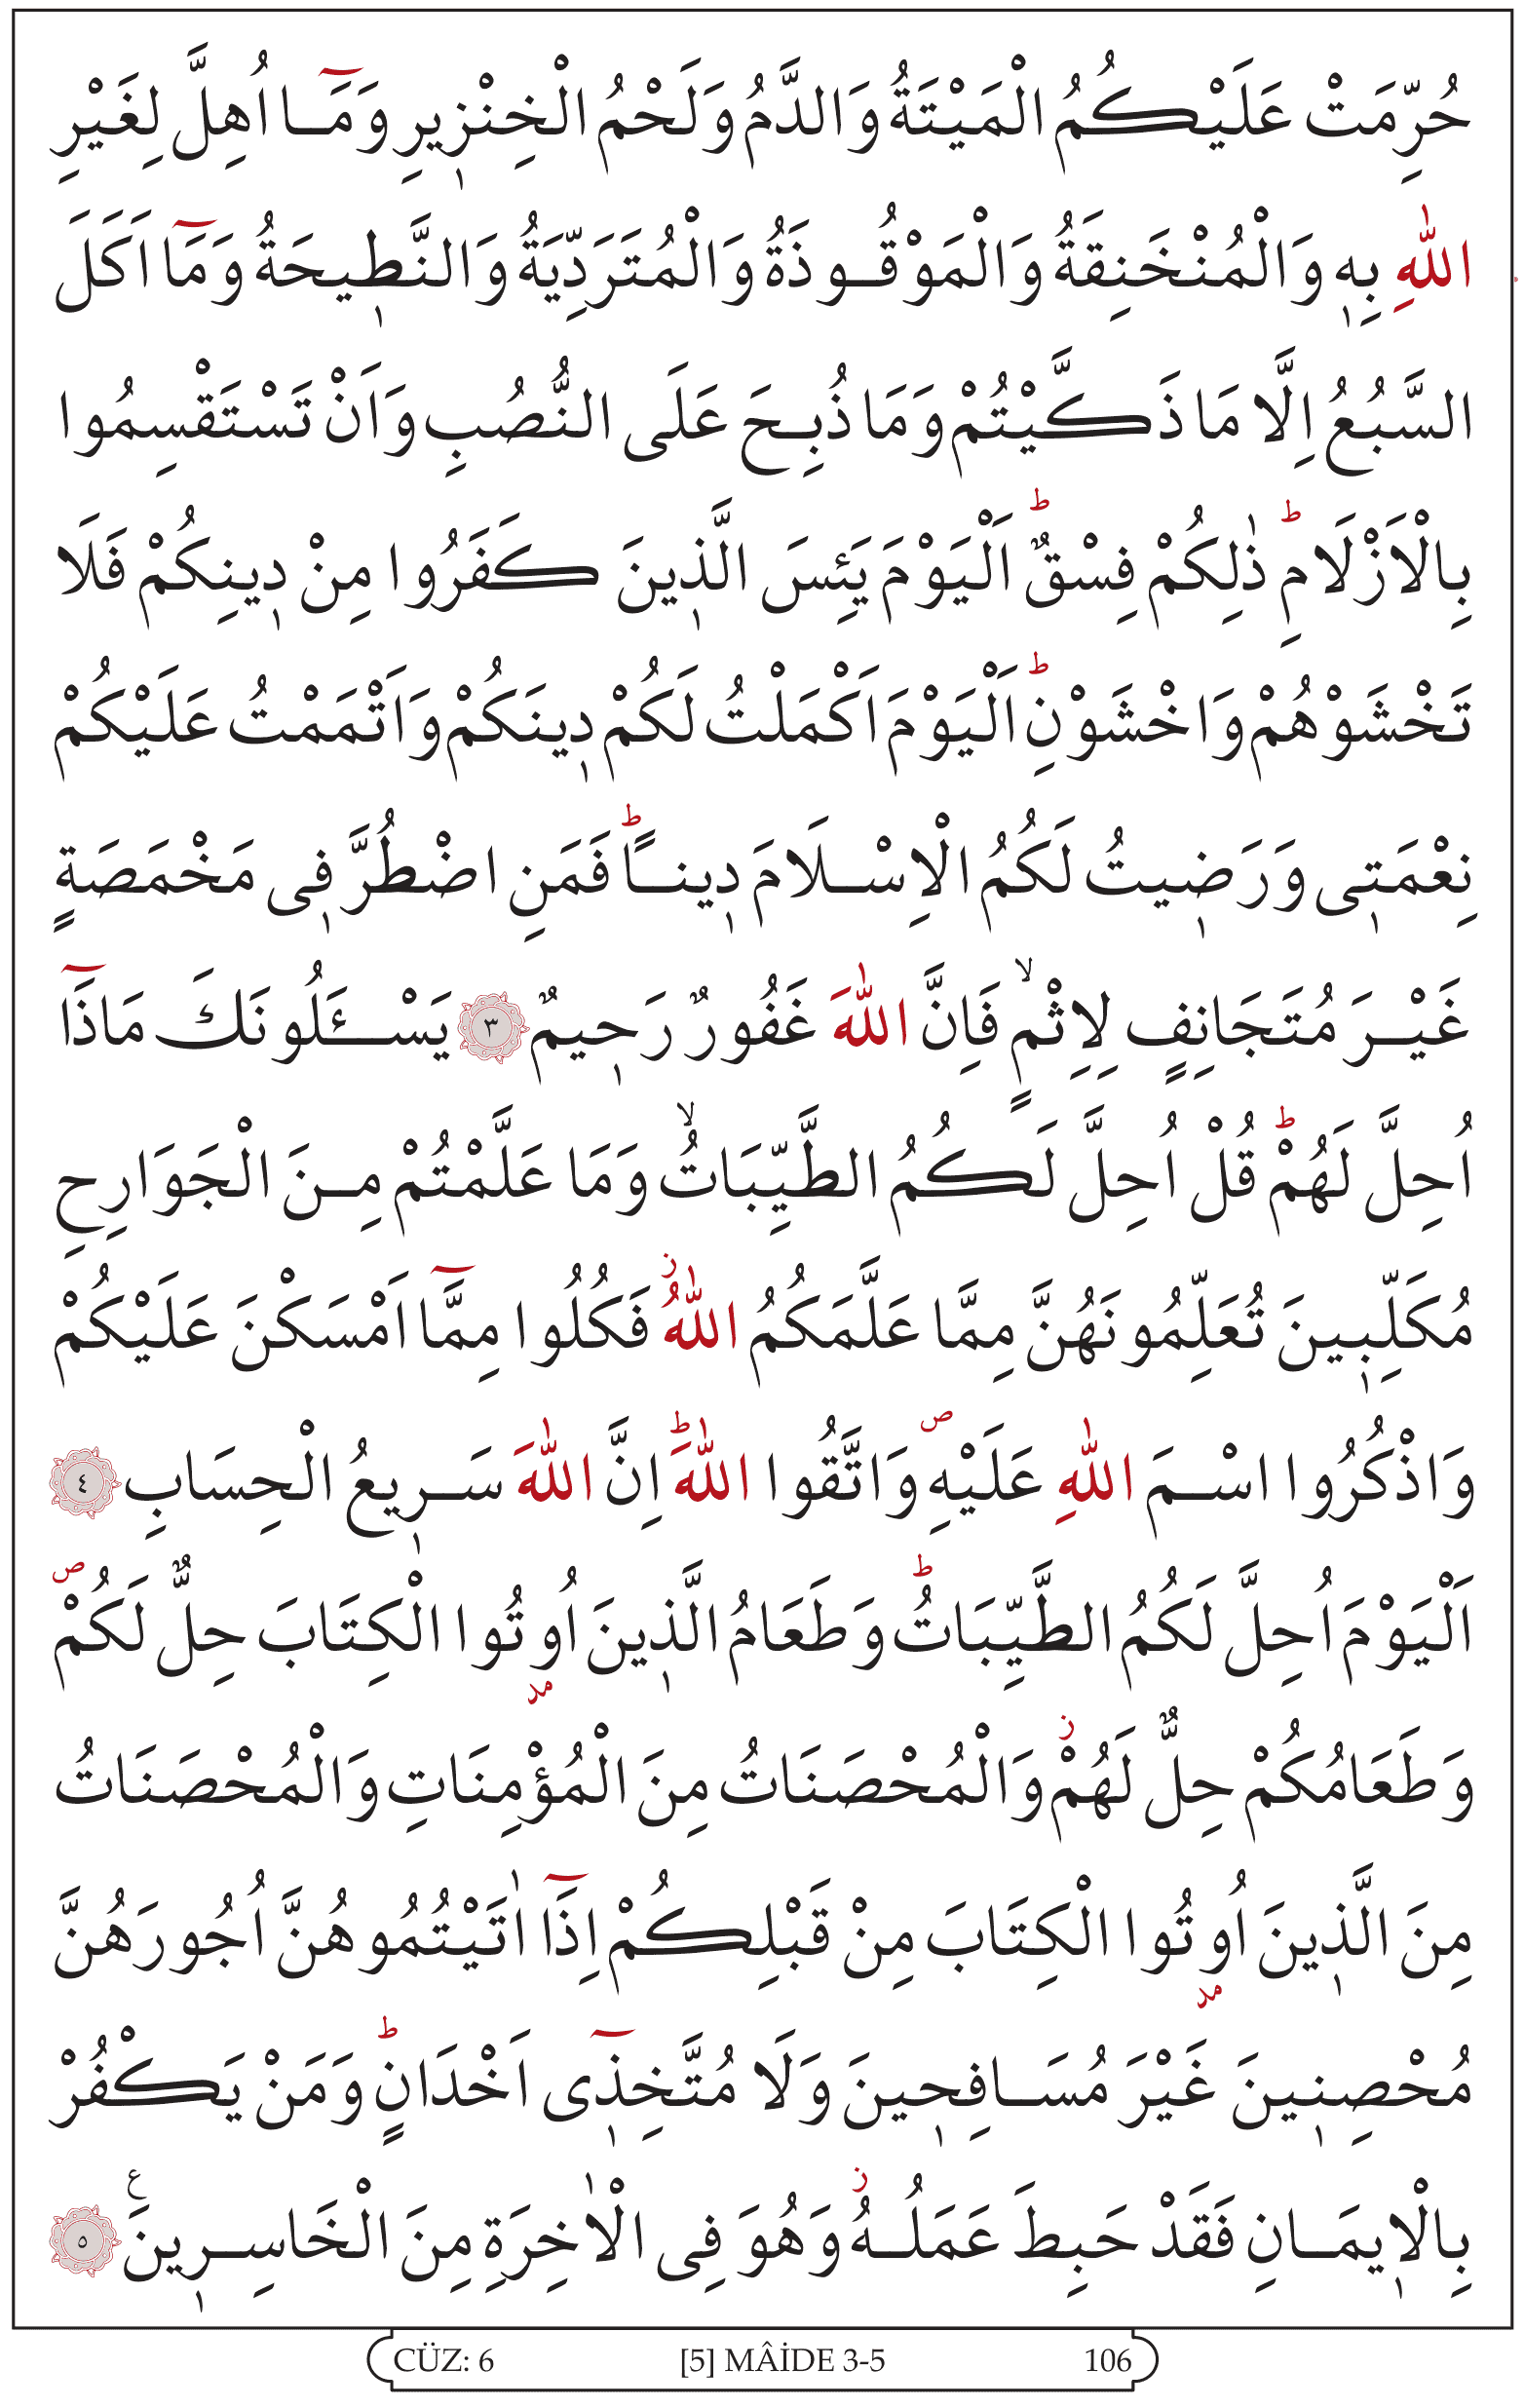 حُرِّمَتْ عَلَيْكُمُ الْمَيْتَةُ وَالدَّمُ وَلَحْمُ الْخِنْزٖيرِ وَمَٓا اُهِلَّ لِغَيْرِ
اللّٰهِ بِهٖ وَالْمُنْخَنِقَةُ وَالْمَوْقُوذَةُ وَالْمُتَرَدِّيَةُ وَالنَّطٖيحَةُ وَمَٓا اَكَلَ
السَّبُعُ اِلَّا مَا ذَكَّيْتُمْ وَمَا ذُبِحَ عَلَى النُّصُبِ وَاَنْ تَسْتَقْسِمُوا
بِالْاَزْلَامِؕ ذٰلِكُمْ فِسْقٌؕ اَلْيَوْمَ يَئِسَ الَّذٖينَ كَفَرُوا مِنْ دٖينِكُمْ فَلَا
تَخْشَوْهُمْ وَاخْشَوْنِؕ اَلْيَوْمَ اَكْمَلْتُ لَكُمْ دٖينَكُمْ وَاَتْمَمْتُ عَلَيْكُمْ
نِعْمَتٖى وَرَضٖيتُ لَكُمُ الْاِسْلَامَ دٖينًاؕ فَمَنِ اضْطُرَّ فٖى مَخْمَصَةٍ
غَيْرَ مُتَجَانِفٍ لِاِثْمٍۙ فَاِنَّ اللّٰهَ غَفُورٌ رَحٖيمٌ ﴿٣﴾ يَسْـَٔلُونَكَ مَاذَٓا
اُحِلَّ لَهُمْؕ قُلْ اُحِلَّ لَكُمُ الطَّيِّبَاتُۙ وَمَا عَلَّمْتُمْ مِنَ الْجَوَارِحِ
مُكَلِّبٖينَ تُعَلِّمُونَهُنَّ مِمَّا عَلَّمَكُمُ اللّٰهُؗ فَكُلُوا مِمَّٓا اَمْسَكْنَ عَلَيْكُمْ
وَاذْكُرُوا اسْمَ اللّٰهِ عَلَيْهِࣕ وَاتَّقُوا اللّٰهَؕ اِنَّ اللّٰهَ سَرٖيعُ الْحِسَابِ ﴿٤﴾
اَلْيَوْمَ اُحِلَّ لَكُمُ الطَّيِّبَاتُؕ وَطَعَامُ الَّذٖينَ اُوتُوا الْكِتَابَ حِلٌّ لَكُمْࣕ
مد
وَطَعَامُكُمْ حِلٌّ لَهُمْؗ وَالْمُحْصَنَاتُ مِنَ الْمُؤْمِنَاتِ وَالْمُحْصَنَاتُ
مِنَ الَّذٖينَ اُوتُوا الْكِتَابَ مِنْ قَبْلِكُمْ اِذَٓا اٰتَيْتُمُوهُنَّ اُجُورَهُنَّ
مد
مُحْصِنٖينَ غَيْرَ مُسَافِحٖينَ وَلَا مُتَّخِذٖٓى اَخْدَانٍؕ وَمَنْ يَكْفُرْ
بِالْاٖيمَانِ فَقَدْ حَبِطَ عَمَلُهُؗ وَهُوَ فِى الْاٰخِرَةِ مِنَ الْخَاسِرٖينَ ع ﴿٥﴾
CÜZ: 6 [5] MÂİDE 3-5 106